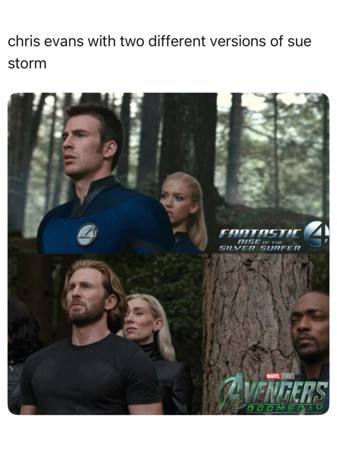 chris evans with two different versions of sue
storm
FANTASTIC 4
RISE OF THE
SILVER SURFER
MARVEL STUDIOS
AVENGERS
DOOMSDAY